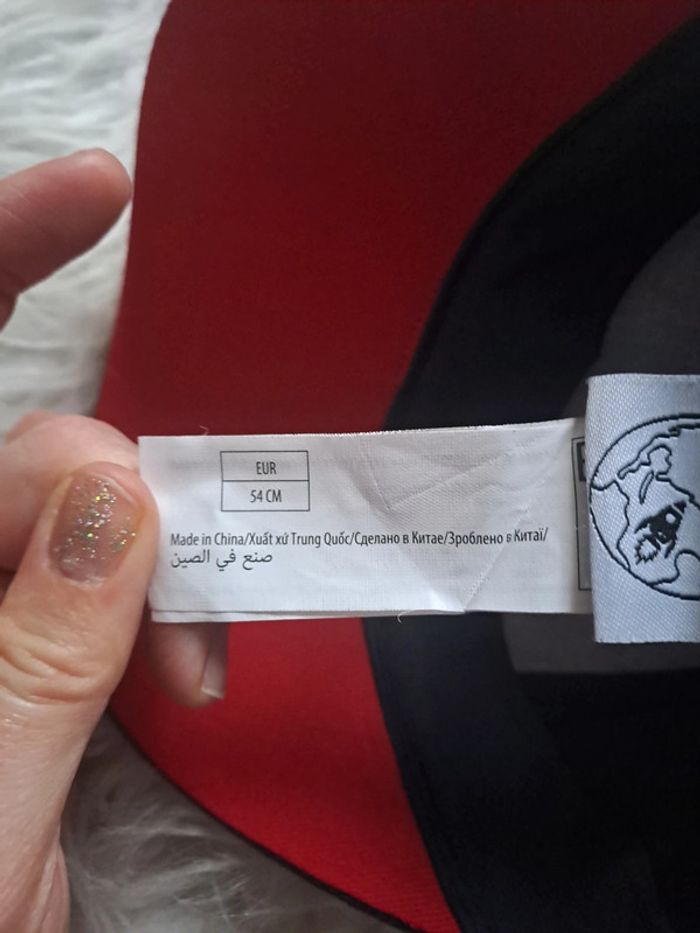 EUR
54 CM
Made in China/Xuất xứ Trung Quốc/Сделано в Китае/Зроблено в Китаї/
صنع في الصين